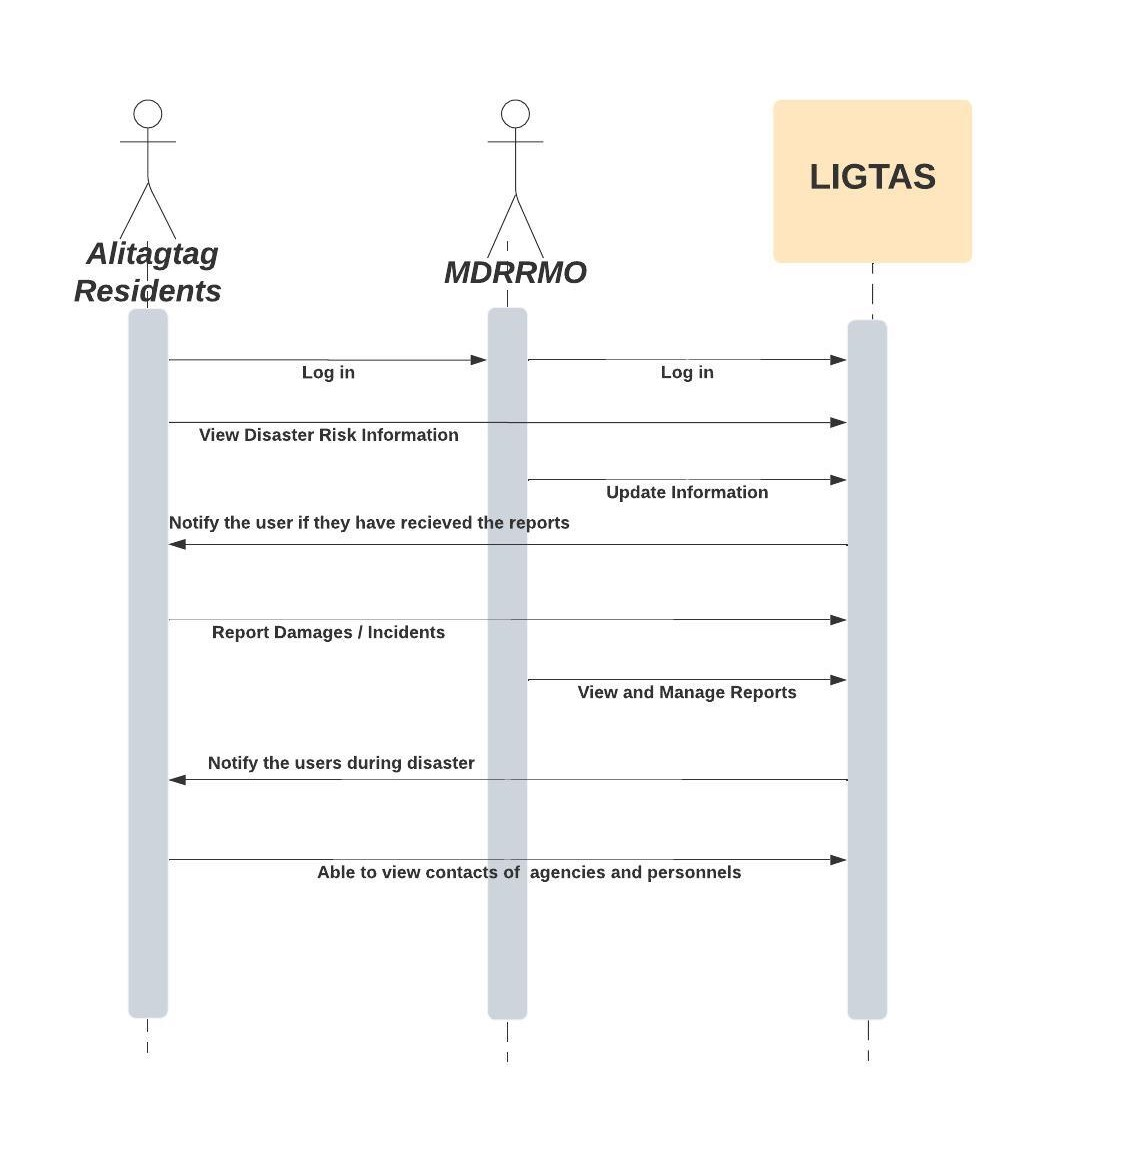 Alitagtag
Residents
MDRRMO
LIGTAS
Log in
Log in
View Disaster Risk Information
Update Information
Notify the user if they have recieved the reports
Report Damages / Incidents
View and Manage Reports
Notify the users during disaster
Able to view contacts of  agencies and personnels